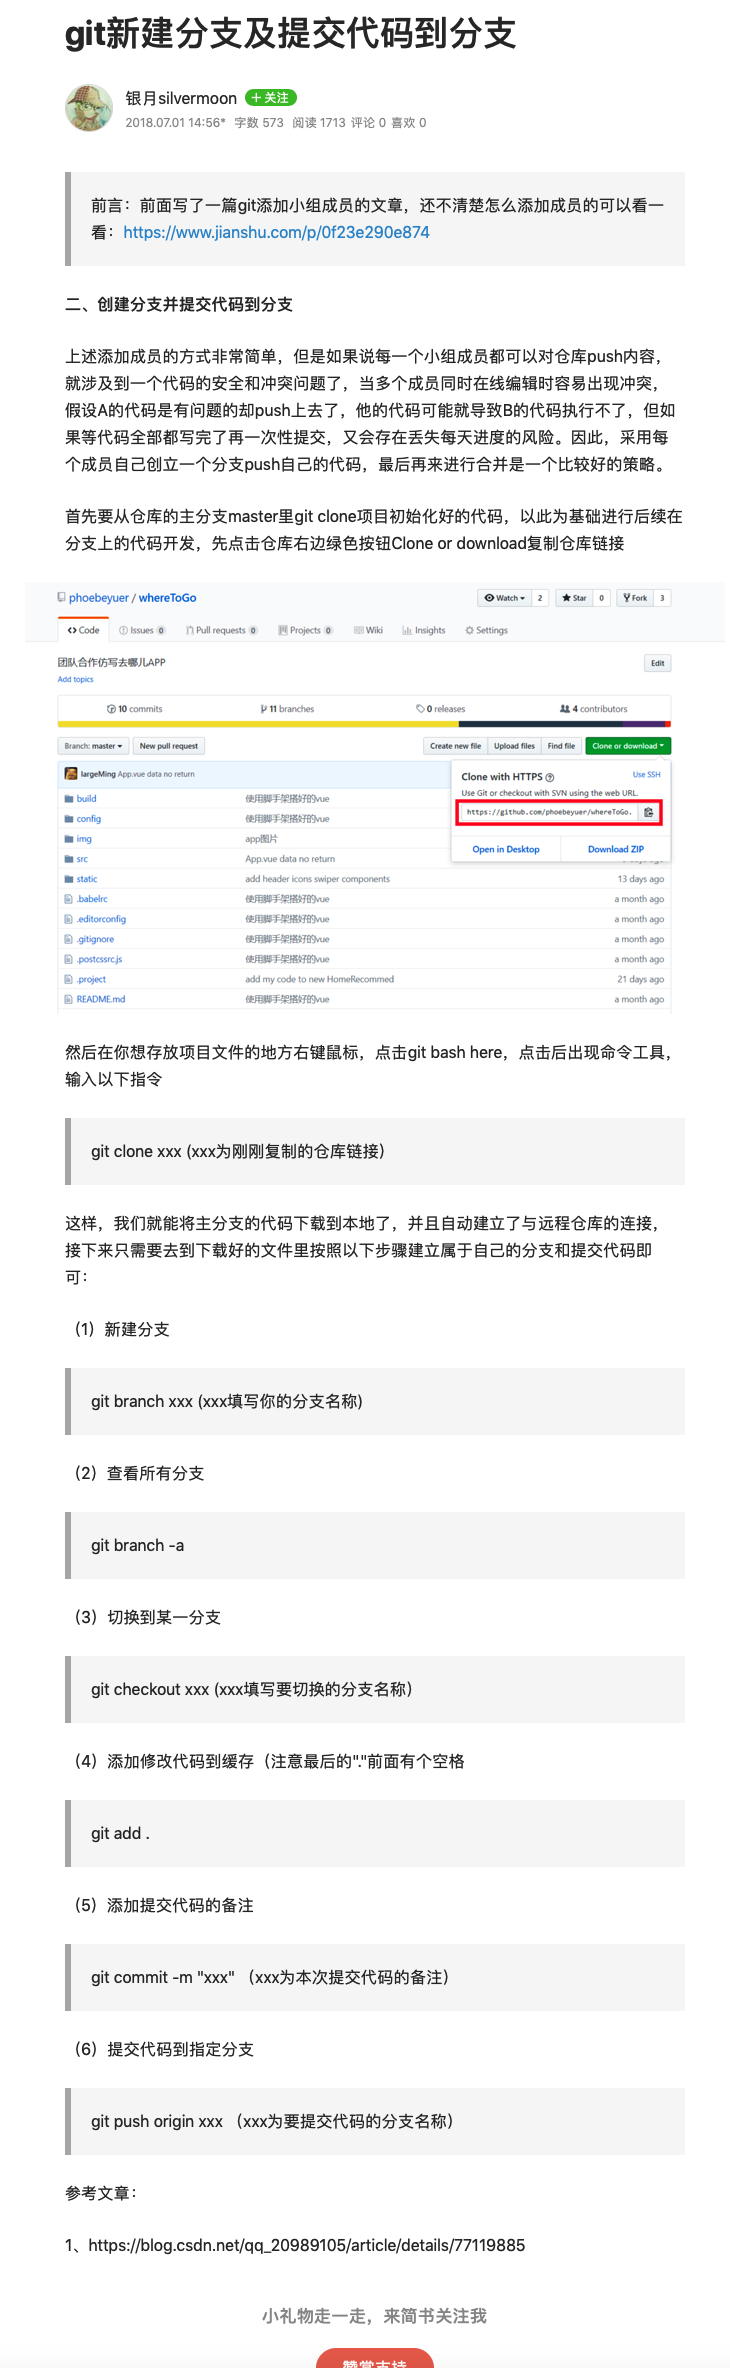 git新建分支及提交代码到分支
银月silvermoon
+ 关注
2018.07.01 14:56* 字数 573 阅读 1713 评论 0 喜欢 0
前言：前面写了一篇git添加小组成员的文章，还不清楚怎么添加成员的可以看一
看：https://www.jianshu.com/p/0f23e290e874
二、创建分支并提交代码到分支
上述添加成员的方式非常简单，但是如果说每一个小组成员都可以对仓库push内容，
就涉及到一个代码的安全和冲突问题了，当多个成员同时在线编辑时容易出现冲突，
假设A的代码是有问题的却push上去了，他的代码可能就导致B的代码执行不了，但如
果等代码全部都写完了再一次性提交，又会存在丢失每天进度的风险。因此，采用每
个成员自己创立一个分支push自己的代码，最后再来进行合并是一个比较好的策略。
首先要从仓库的主分支master里git clone项目初始化好的代码，以此为基础进行后续在
分支上的代码开发，先点击仓库右边绿色按钮Clone or download复制仓库链接
phoebeyuer / whereToGo
Watch 2 Star 0 Fork 3
Code Issues 0 Pull requests 0 Projects 0 Wiki Insights Settings
团队合作仿写去哪儿APP
Edit
Add topics
10 commits 11 branches 0 releases 4 contributors
Branch: master New pull request Create new file Upload files Find file Clone or download
largeMing App.vue data no return
Clone with HTTPS Use SSH
Use Git or checkout with SVN using the web URL.
https://github.com/phoebeyuer/whereToGo.
Open in Desktop Download ZIP
build 使用脚手架搭好的vue
config 使用脚手架搭好的vue
img app图片
src App.vue data no return
static add header icons swiper components 13 days ago
.babelrc 使用脚手架搭好的vue a month ago
.editorconfig 使用脚手架搭好的vue a month ago
.gitignore 使用脚手架搭好的vue a month ago
.postcssrc.js 使用脚手架搭好的vue a month ago
.project add my code to new HomeRecommed 21 days ago
README.md 使用脚手架搭好的vue a month ago
然后在你想存放项目文件的地方右键鼠标，点击git bash here，点击后出现命令工具，
输入以下指令
git clone xxx (xxx为刚刚复制的仓库链接）
这样，我们就能将主分支的代码下载到本地了，并且自动建立了与远程仓库的连接，
接下来只需要去到下载好的文件里按照以下步骤建立属于自己的分支和提交代码即
可：
（1）新建分支
git branch xxx (xxx填写你的分支名称)
（2）查看所有分支
git branch -a
（3）切换到某一分支
git checkout xxx (xxx填写要切换的分支名称）
（4）添加修改代码到缓存（注意最后的"."前面有个空格
git add .
（5）添加提交代码的备注
git commit -m "xxx" （xxx为本次提交代码的备注）
（6）提交代码到指定分支
git push origin xxx （xxx为要提交代码的分支名称）
参考文章：
1、https://blog.csdn.net/qq_20989105/article/details/77119885
小礼物走一走，来简书关注我
赞赏支持